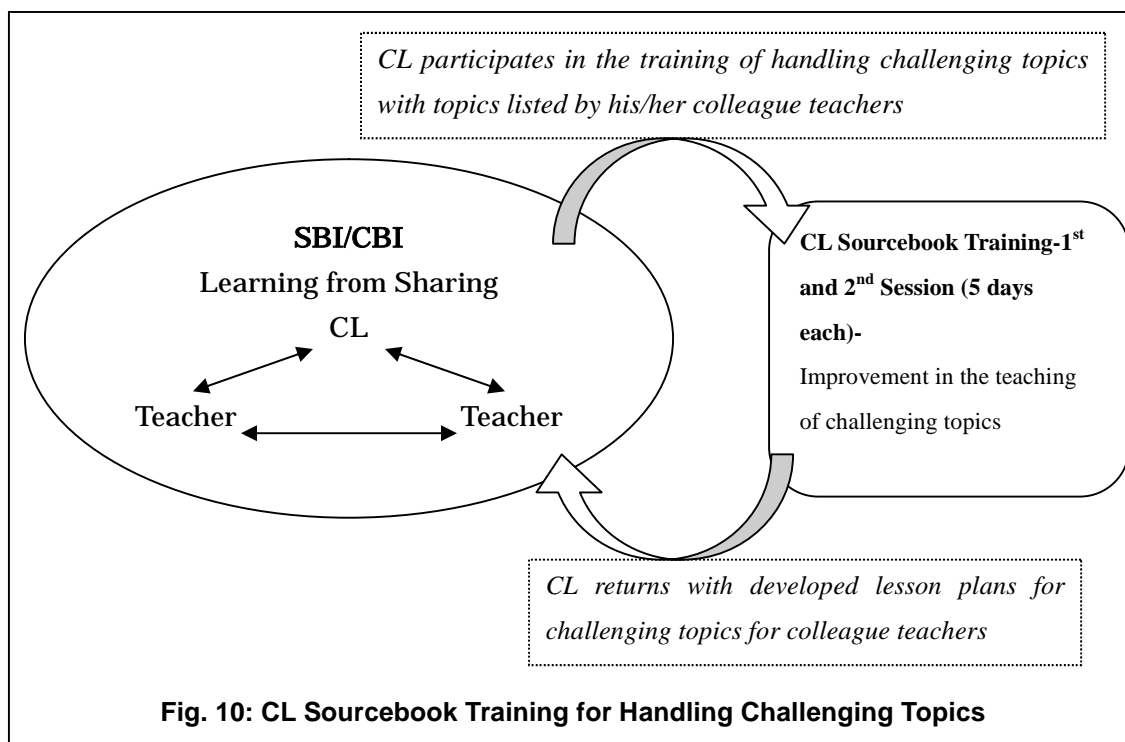 CL participates in the training of handling challenging topics
with topics listed by his/her colleague teachers
SBI/CBI
Learning from Sharing
CL
Teacher Teacher
CL Sourcebook Training-1st
and 2nd Session (5 days
each)-
Improvement in the teaching
of challenging topics
CL returns with developed lesson plans for
challenging topics for colleague teachers
Fig. 10: CL Sourcebook Training for Handling Challenging Topics